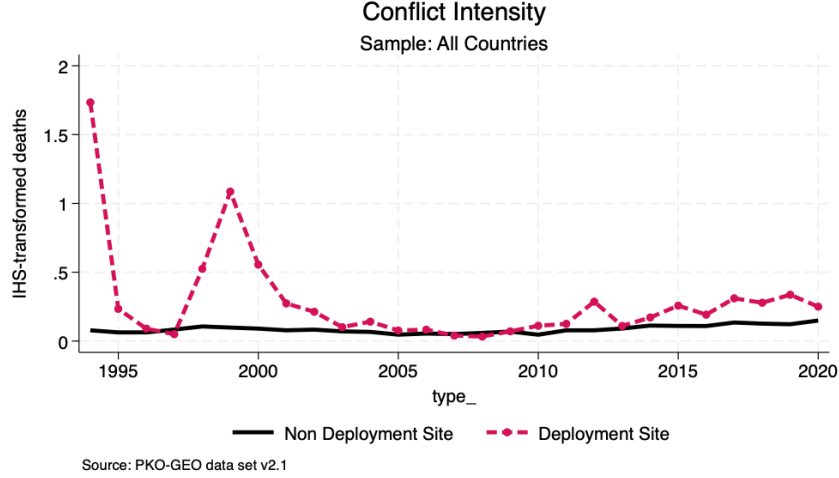 Conflict Intensity
Sample: All Countries
IHS-transformed deaths
2
1.5
1
.5
0
1995 2000 2005 2010 2015 2020
type_
Non Deployment Site Deployment Site
Source: PKO-GEO data set v2.1